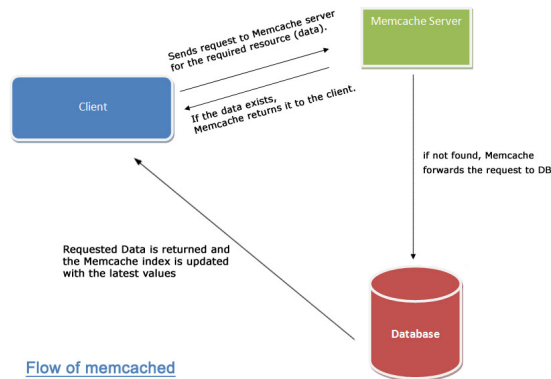 Memcache Server
Sends request to Memcache server
for the required resource (data).
If the data exists,
Memcache returns it to the client.
Client
if not found, Memcache
forwards the request to DB
Requested Data is returned and
the Memcache index is updated
with the latest values
Database
Flow of memcached